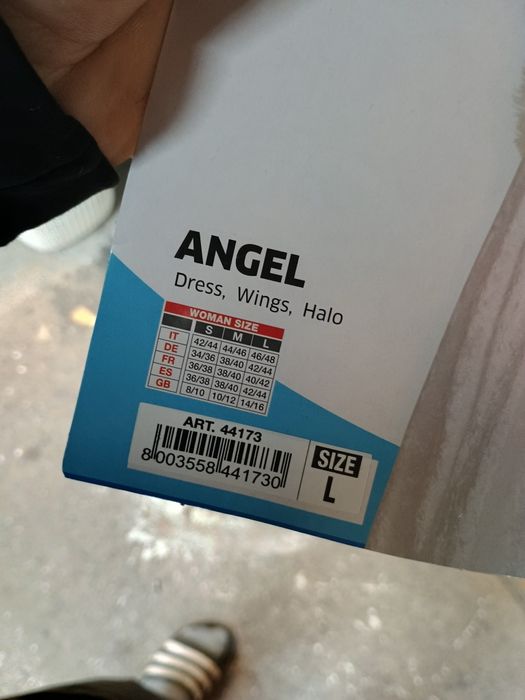 ANGEL
Dress, Wings, Halo
WOMAN SIZE
S M L
IT 42/44 44/46 46/48
DE 34/36 38/40 42/44
FR 36/38 38/40 40/42
ES 36/38 38/40 42/44
GB 8/10 10/12 14/16
ART. 44173
8 003558 441730
SIZE
L